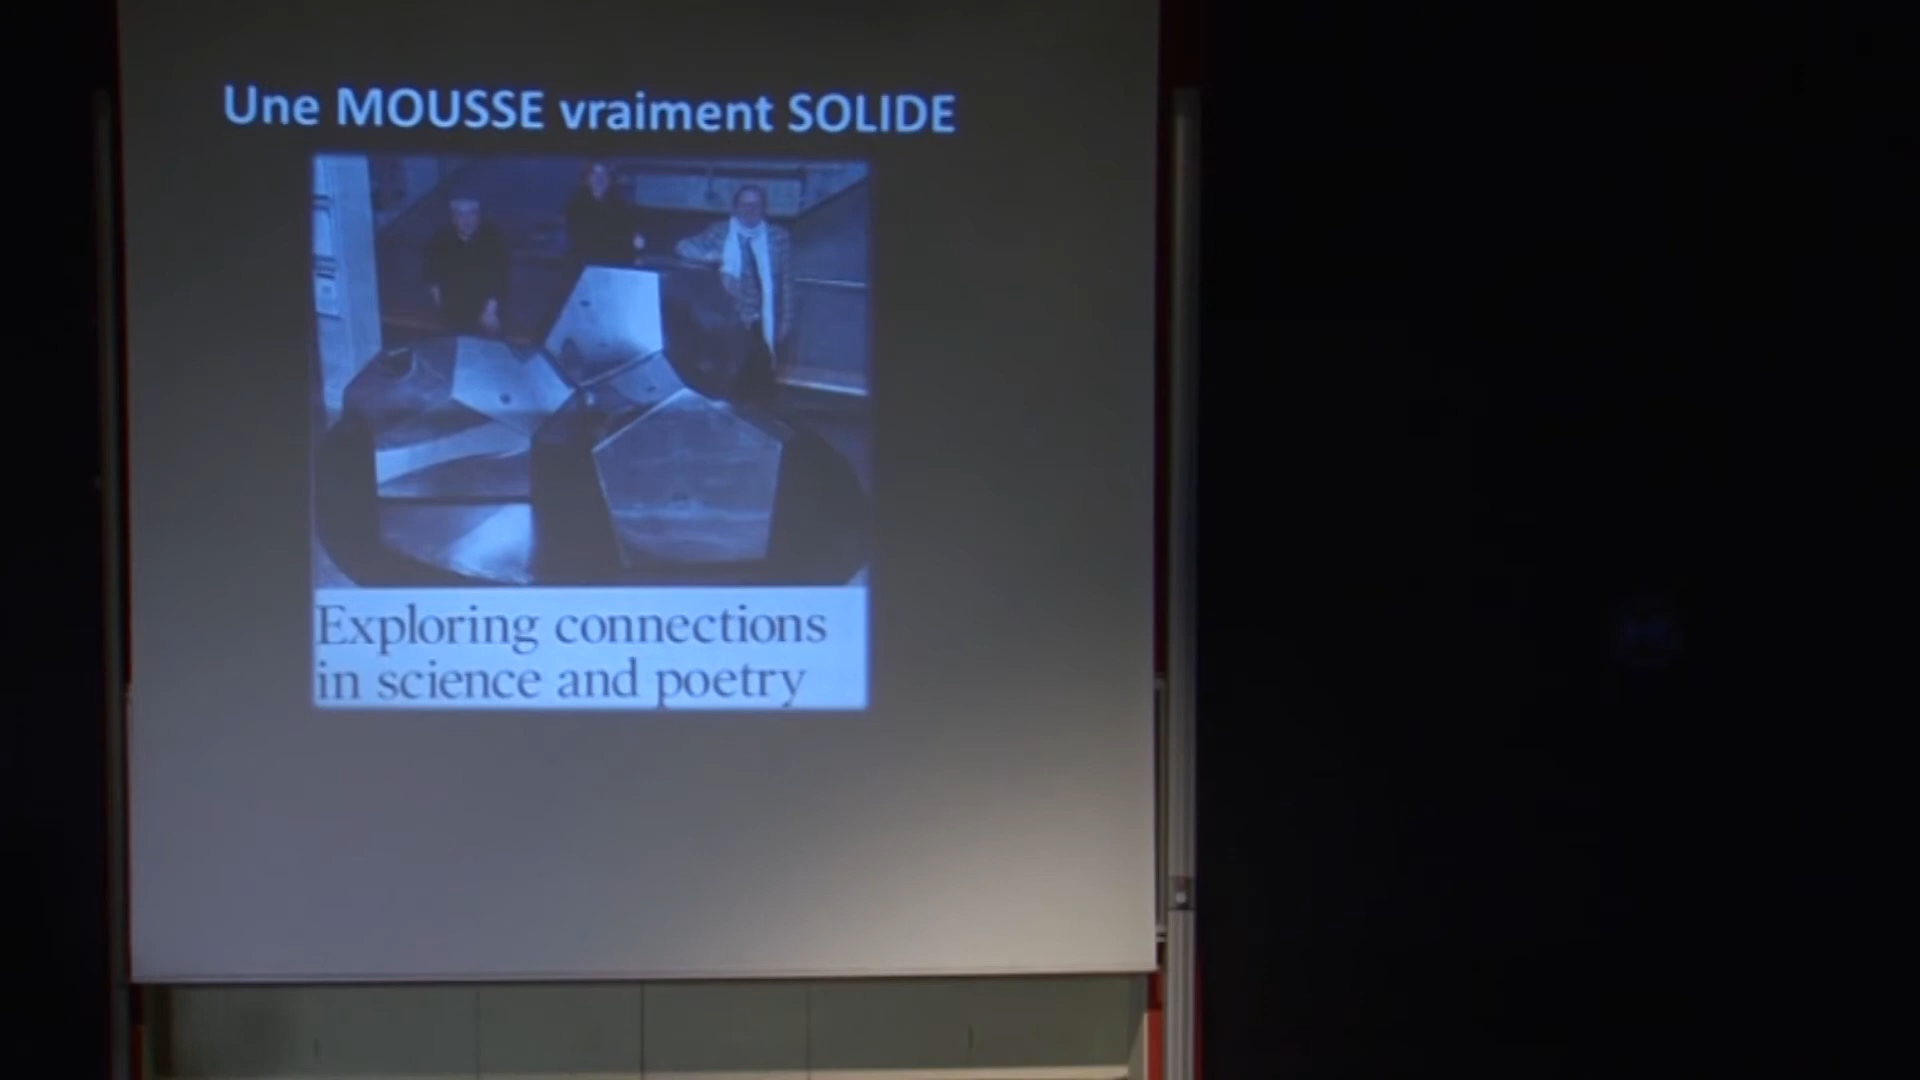 Une MOUSSE vraiment SOLIDE
Exploring connections
in science and poetry